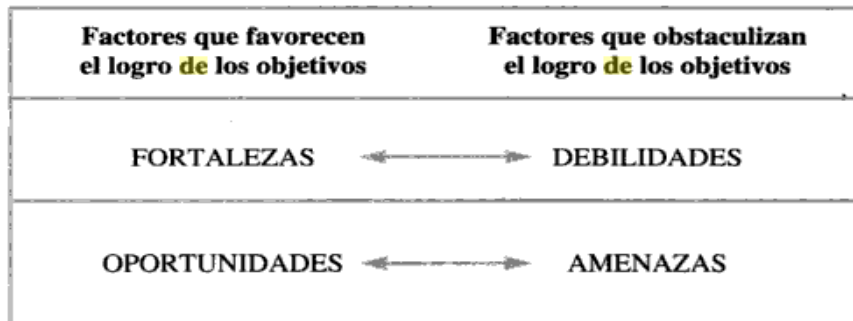 Factores que favorecen
el logro de los objetivos
Factores que obstaculizan
el logro de los objetivos
FORTALEZAS
DEBILIDADES
OPORTUNIDADES
AMENAZAS